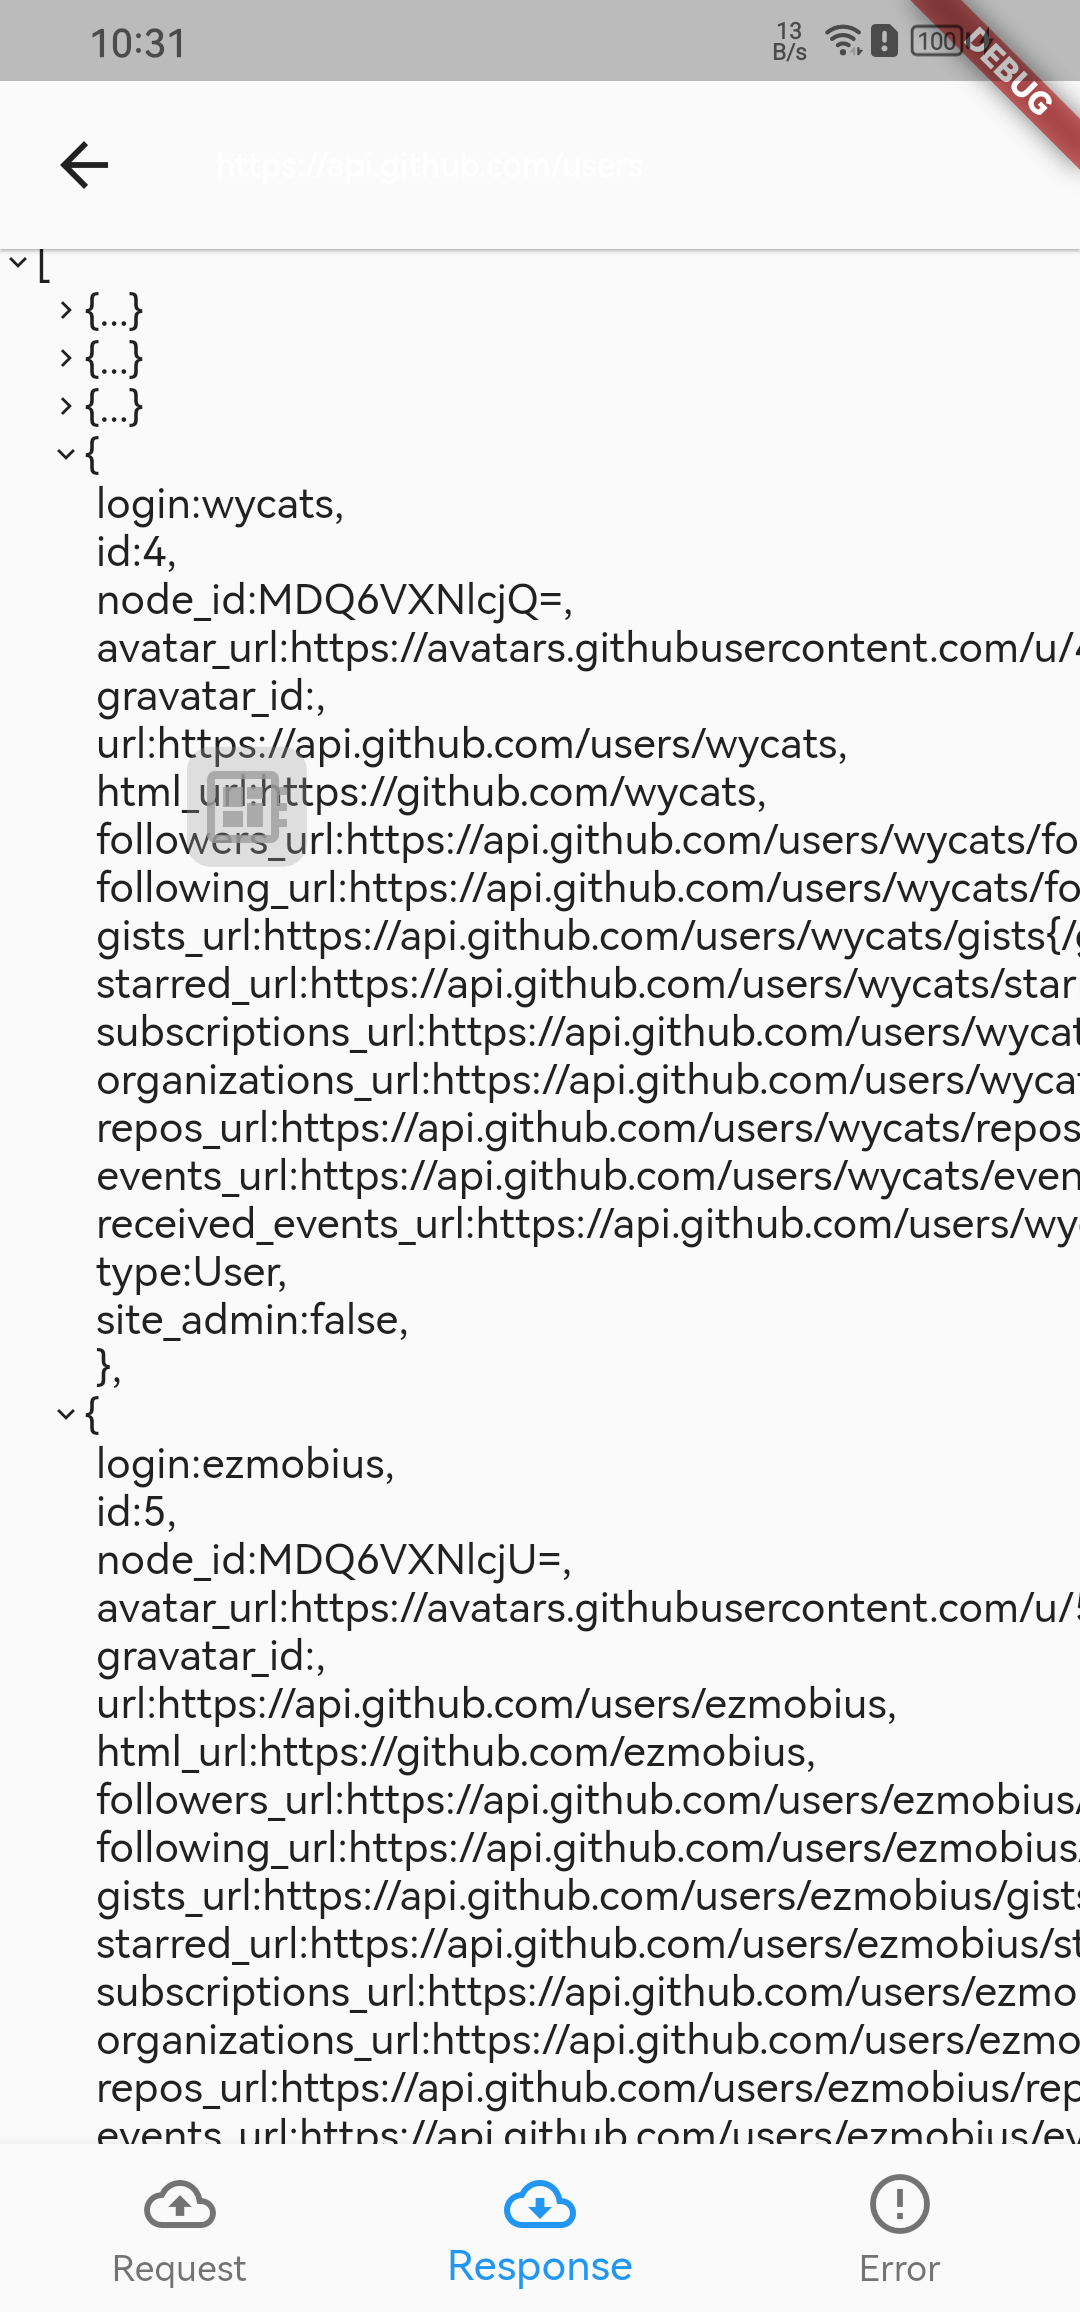 10:31
13
B/s
100
DEBUG
https://api.github.com/users
[
{...}
{...}
{...}
{
login:wycats,
id:4,
node_id:MDQ6VXNlcjQ=,
avatar_url:https://avatars.githubusercontent.com/u/4
gravatar_id:,
url:https://api.github.com/users/wycats,
html_url:https://github.com/wycats,
followers_url:https://api.github.com/users/wycats/fo
following_url:https://api.github.com/users/wycats/fo
gists_url:https://api.github.com/users/wycats/gists{/g
starred_url:https://api.github.com/users/wycats/star
subscriptions_url:https://api.github.com/users/wycat
organizations_url:https://api.github.com/users/wycat
repos_url:https://api.github.com/users/wycats/repos
events_url:https://api.github.com/users/wycats/even
received_events_url:https://api.github.com/users/wyc
type:User,
site_admin:false,
},
{
login:ezmobius,
id:5,
node_id:MDQ6VXNlcjU=,
avatar_url:https://avatars.githubusercontent.com/u/5
gravatar_id:,
url:https://api.github.com/users/ezmobius,
html_url:https://github.com/ezmobius,
followers_url:https://api.github.com/users/ezmobius/
following_url:https://api.github.com/users/ezmobius/
gists_url:https://api.github.com/users/ezmobius/gists
starred_url:https://api.github.com/users/ezmobius/st
subscriptions_url:https://api.github.com/users/ezmo
organizations_url:https://api.github.com/users/ezmo
repos_url:https://api.github.com/users/ezmobius/rep
events_url:https://api.github.com/users/ezmobius/ev
Request
Response
Error